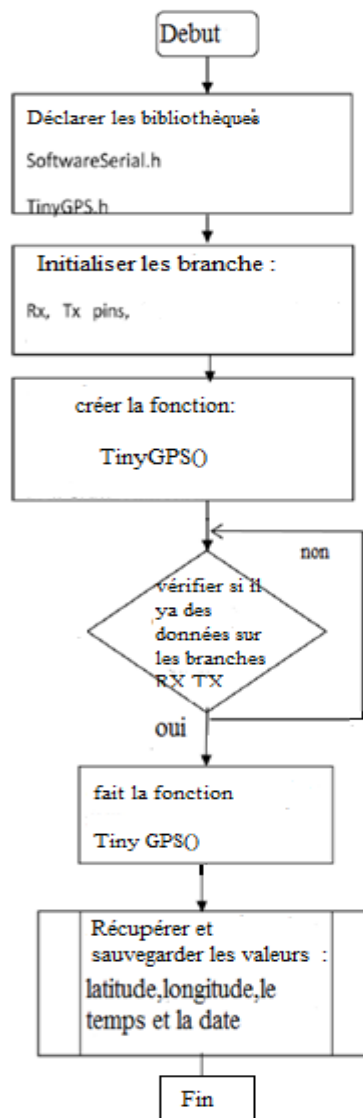 Debut
Déclarer les bibliothèques
SoftwareSerial.h
TinyGPS.h
Initialiser les branche :
Rx, Tx pins,
créer la fonction:
TinyGPS()
non
vérifier si il
ya des
données sur
les branches
RX TX
oui
fait la fonction
Tiny GPS()
Récupérer et
sauvegarder les valeurs :
latitude,longitude,le
temps et la date
Fin